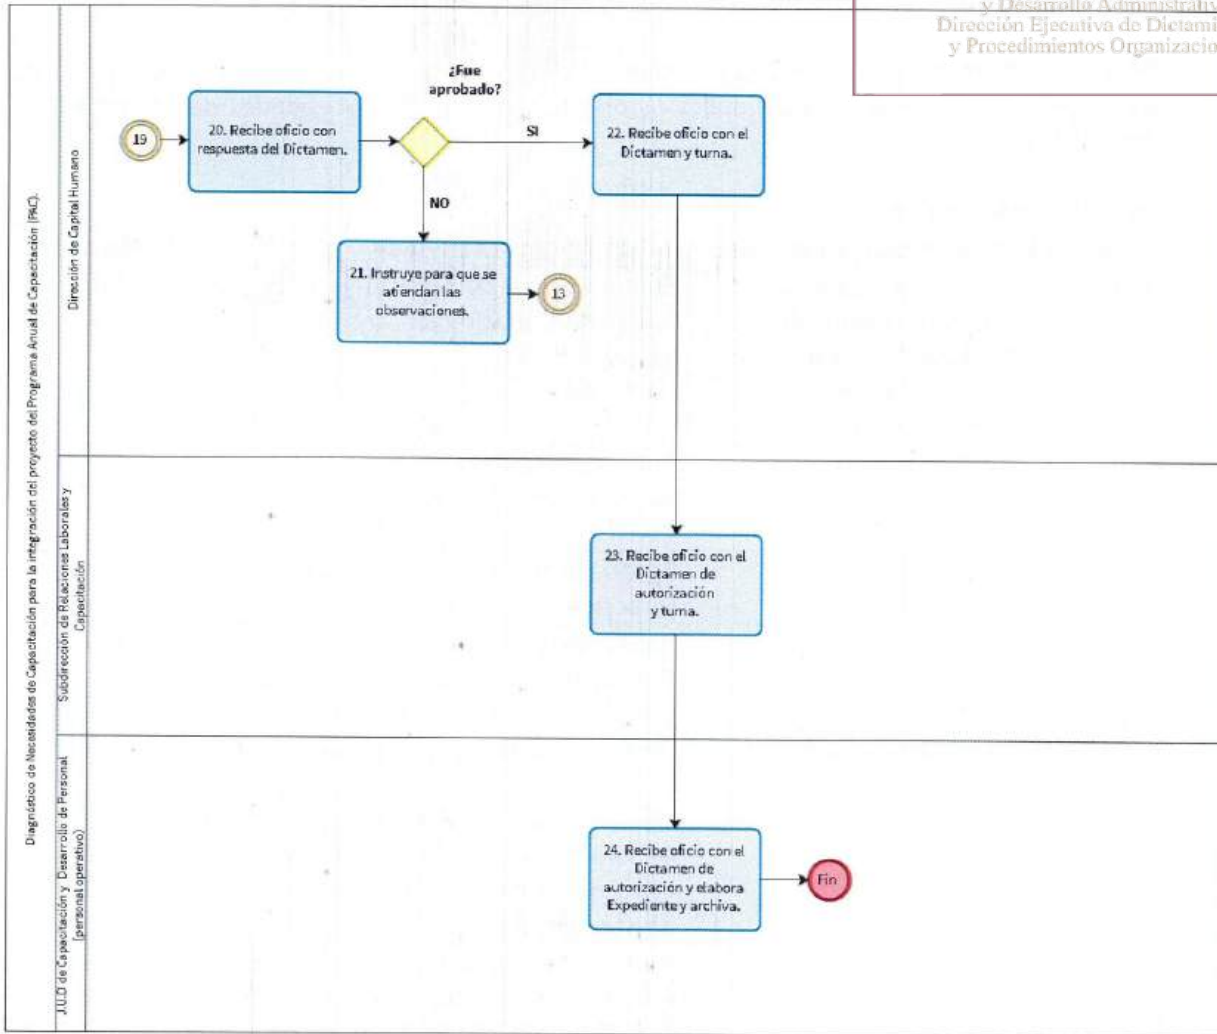 y Desarrollo Administrativ
Dirección Ejecutiva de Dictami
y Procedimientos Organizacio
Diagnóstico de Necesidades de Capacitación para la integración del proyecto del Programa Anual de Capacitación (PAC).
Dirección de Capital Humano
¿Fue
aprobado?
19
20. Recibe oficio con
respuesta del Dictamen.
SI
22. Recibe oficio con el
Dictamen y turna.
NO
21. Instruye para que se
atiendan las
observaciones.
13
Subdirección de Relaciones Laborales y
Capacitación
23. Recibe oficio con el
Dictamen de
autorización
y turna.
J.U.D de Capacitación y Desarrollo de Personal
(personal operativo)
24. Recibe oficio con el
Dictamen de
autorización y elabora
Expediente y archiva.
Fin